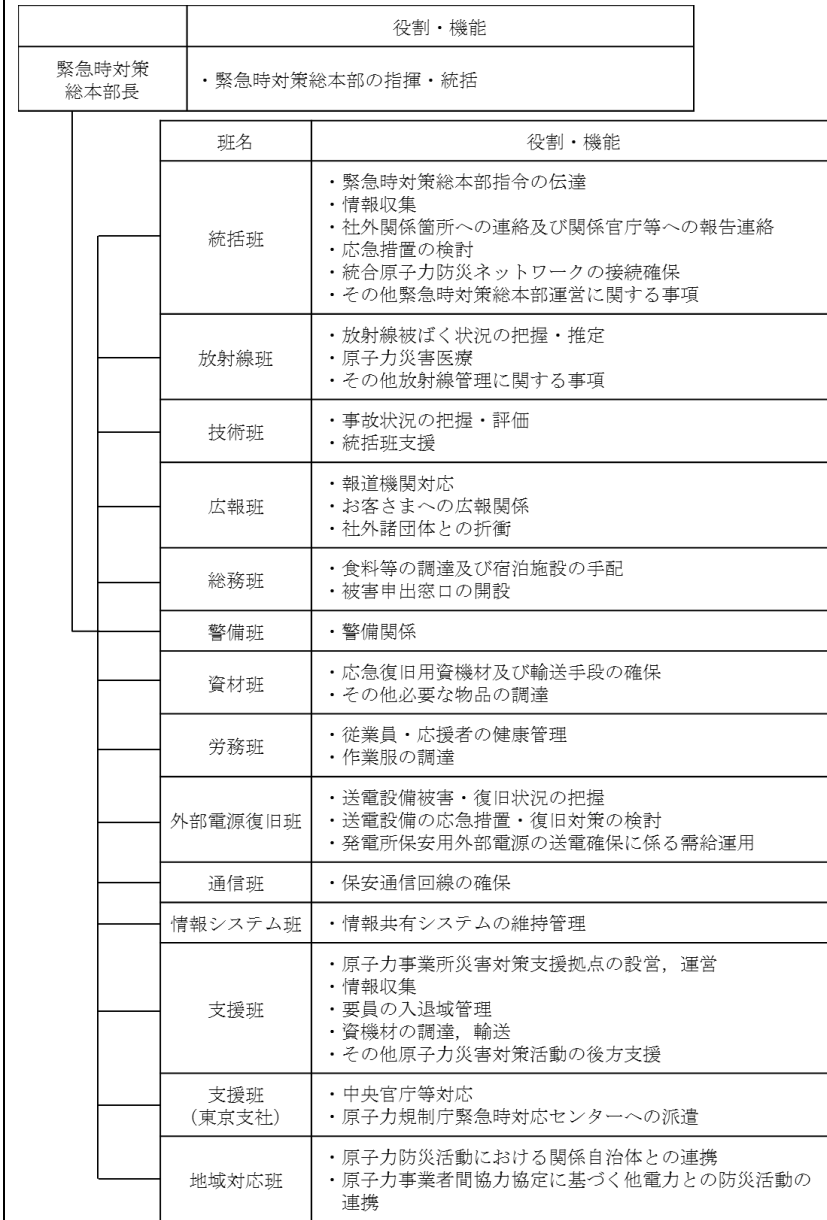 役割・機能
緊急時対策
総本部長
・緊急時対策総本部の指揮・統括
班名
役割・機能
統括班
・緊急時対策総本部指令の伝達
・情報収集
・社外関係箇所への連絡及び関係官庁等への報告連絡
・応急措置の検討
・統合原子力防災ネットワークの接続確保
・その他緊急時対策総本部運営に関する事項
放射線班
・放射線被ばく状況の把握・推定
・原子力災害医療
・その他放射線管理に関する事項
技術班
・事故状況の把握・評価
・統括班支援
広報班
・報道機関対応
・お客さまへの広報関係
・社外諸団体との折衝
総務班
・食料等の調達及び宿泊施設の手配
・被害申出窓口の開設
警備班
・警備関係
資材班
・応急復旧用資機材及び輸送手段の確保
・その他必要な物品の調達
労務班
・従業員・応援者の健康管理
・作業服の調達
外部電源復旧班
・送電設備被害・復旧状況の把握
・送電設備の応急措置・復旧対策の検討
・発電所保安用外部電源の送電確保に係る需給運用
通信班
・保安通信回線の確保
情報システム班
・情報共有システムの維持管理
支援班
・原子力事業所災害対策支援拠点の設営，運営
・情報収集
・要員の入退域管理
・資機材の調達，輸送
・その他原子力災害対策活動の後方支援
支援班
（東京支社）
・中央官庁等対応
・原子力規制庁緊急時対応センターへの派遣
地域対応班
・原子力防災活動における関係自治体との連携
・原子力事業者間協力協定に基づく他電力との防災活動の
連携